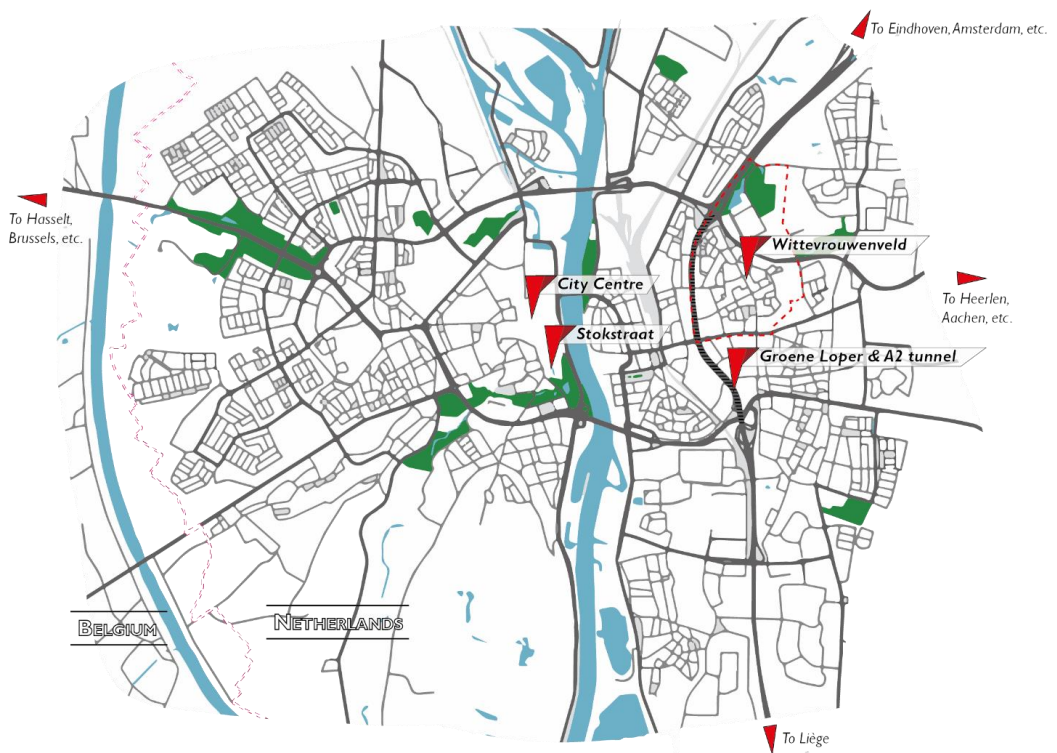 To Eindhoven, Amsterdam, etc.
To Hasselt,
Brussels, etc.
Wittevrouwenveld
City Centre
To Heerlen,
Aachen, etc.
Stokstraat
Groene Loper & A2 tunnel
BELGIUM
NETHERLANDS
To Liège